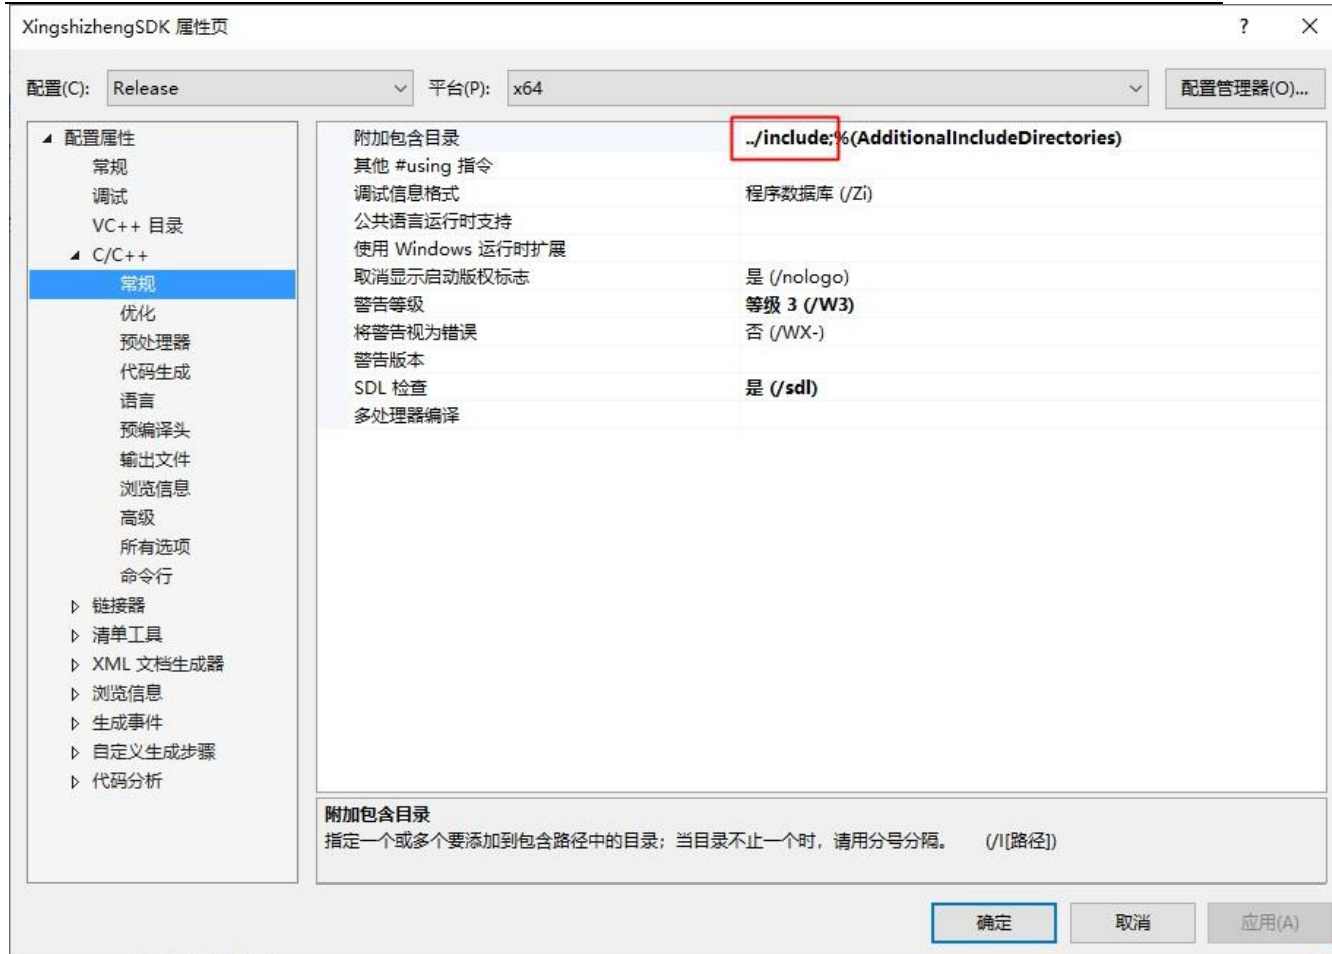 XingshizhengSDK 属性页
?
配置(C): Release 平台(P): x64 配置管理器(O)...
配置属性
常规
调试
VC++ 目录
C/C++
常规
优化
预处理器
代码生成
语言
预编译头
输出文件
浏览信息
高级
所有选项
命令行
链接器
清单工具
XML 文档生成器
浏览信息
生成事件
自定义生成步骤
代码分析
附加包含目录 ../include;%(AdditionalIncludeDirectories)
其他 #using 指令
调试信息格式 程序数据库 (/Zi)
公共语言运行时支持
使用 Windows 运行时扩展
取消显示启动版权标志 是 (/nologo)
警告等级 等级 3 (/W3)
将警告视为错误 否 (/WX-)
警告版本
SDL 检查 是 (/sdl)
多处理器编译
附加包含目录
指定一个或多个要添加到包含路径中的目录；当目录不止一个时，请用分号分隔。 (/I[路径])
确定 取消 应用(A)